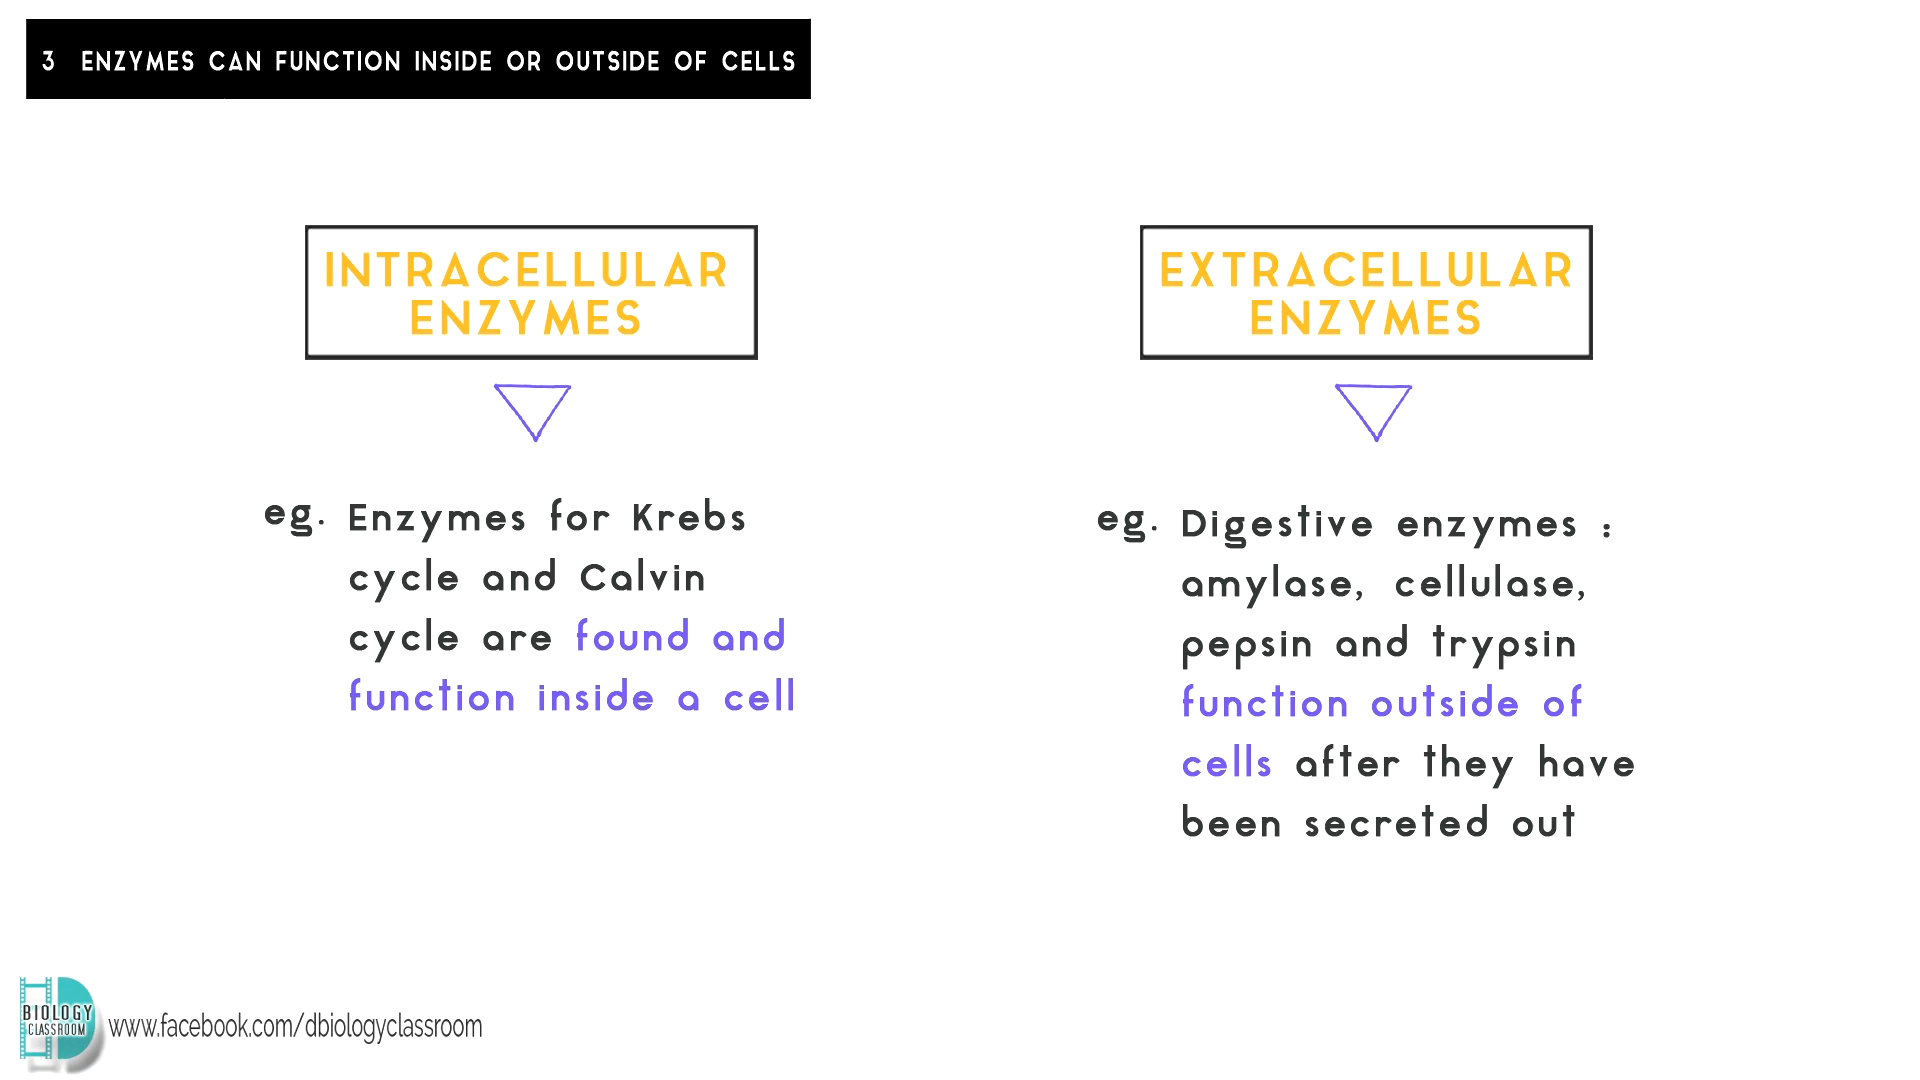 3 ENZYMES CAN FUNCTION INSIDE OR OUTSIDE OF CELLS
INTRACELLULAR
ENZYMES
eg. Enzymes for Krebs
cycle and Calvin
cycle are found and
function inside a cell
EXTRACELLULAR
ENZYMES
eg. Digestive enzymes :
amylase, cellulase,
pepsin and trypsin
function outside of
cells after they have
been secreted out
BIOLOGY
CLASSROOM
www.facebook.com/dbiologyclassroom